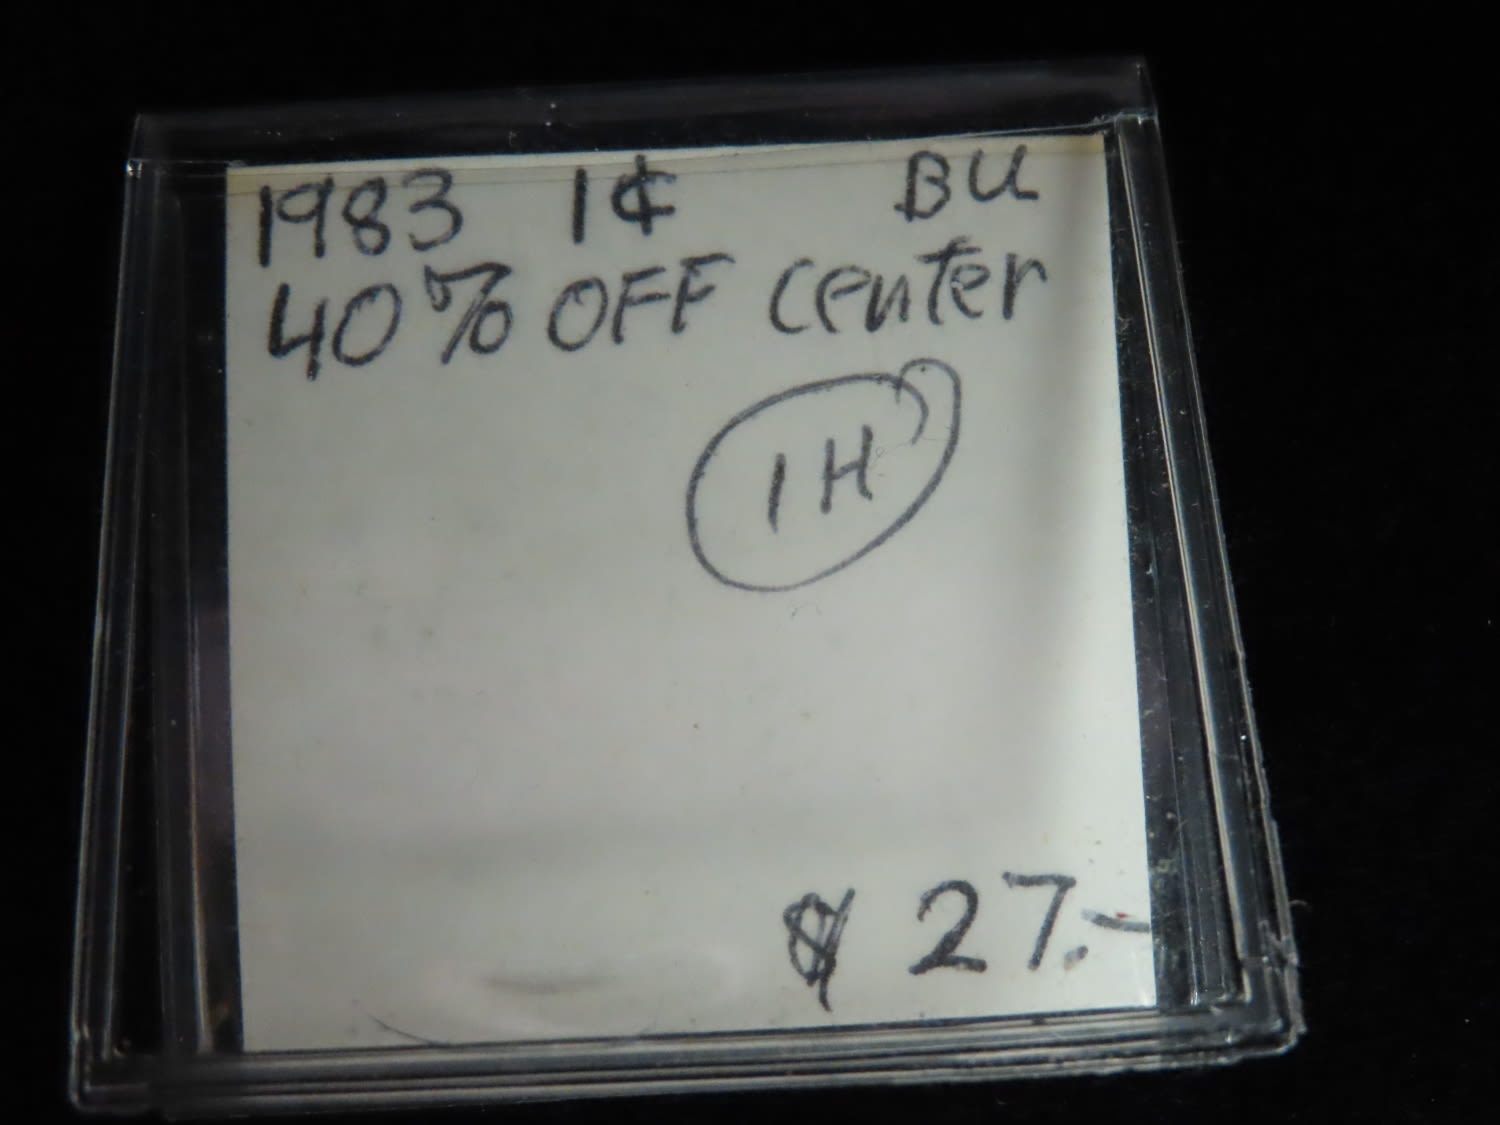 1983 1¢ BU
40% OFF center
1H
$ 27.-